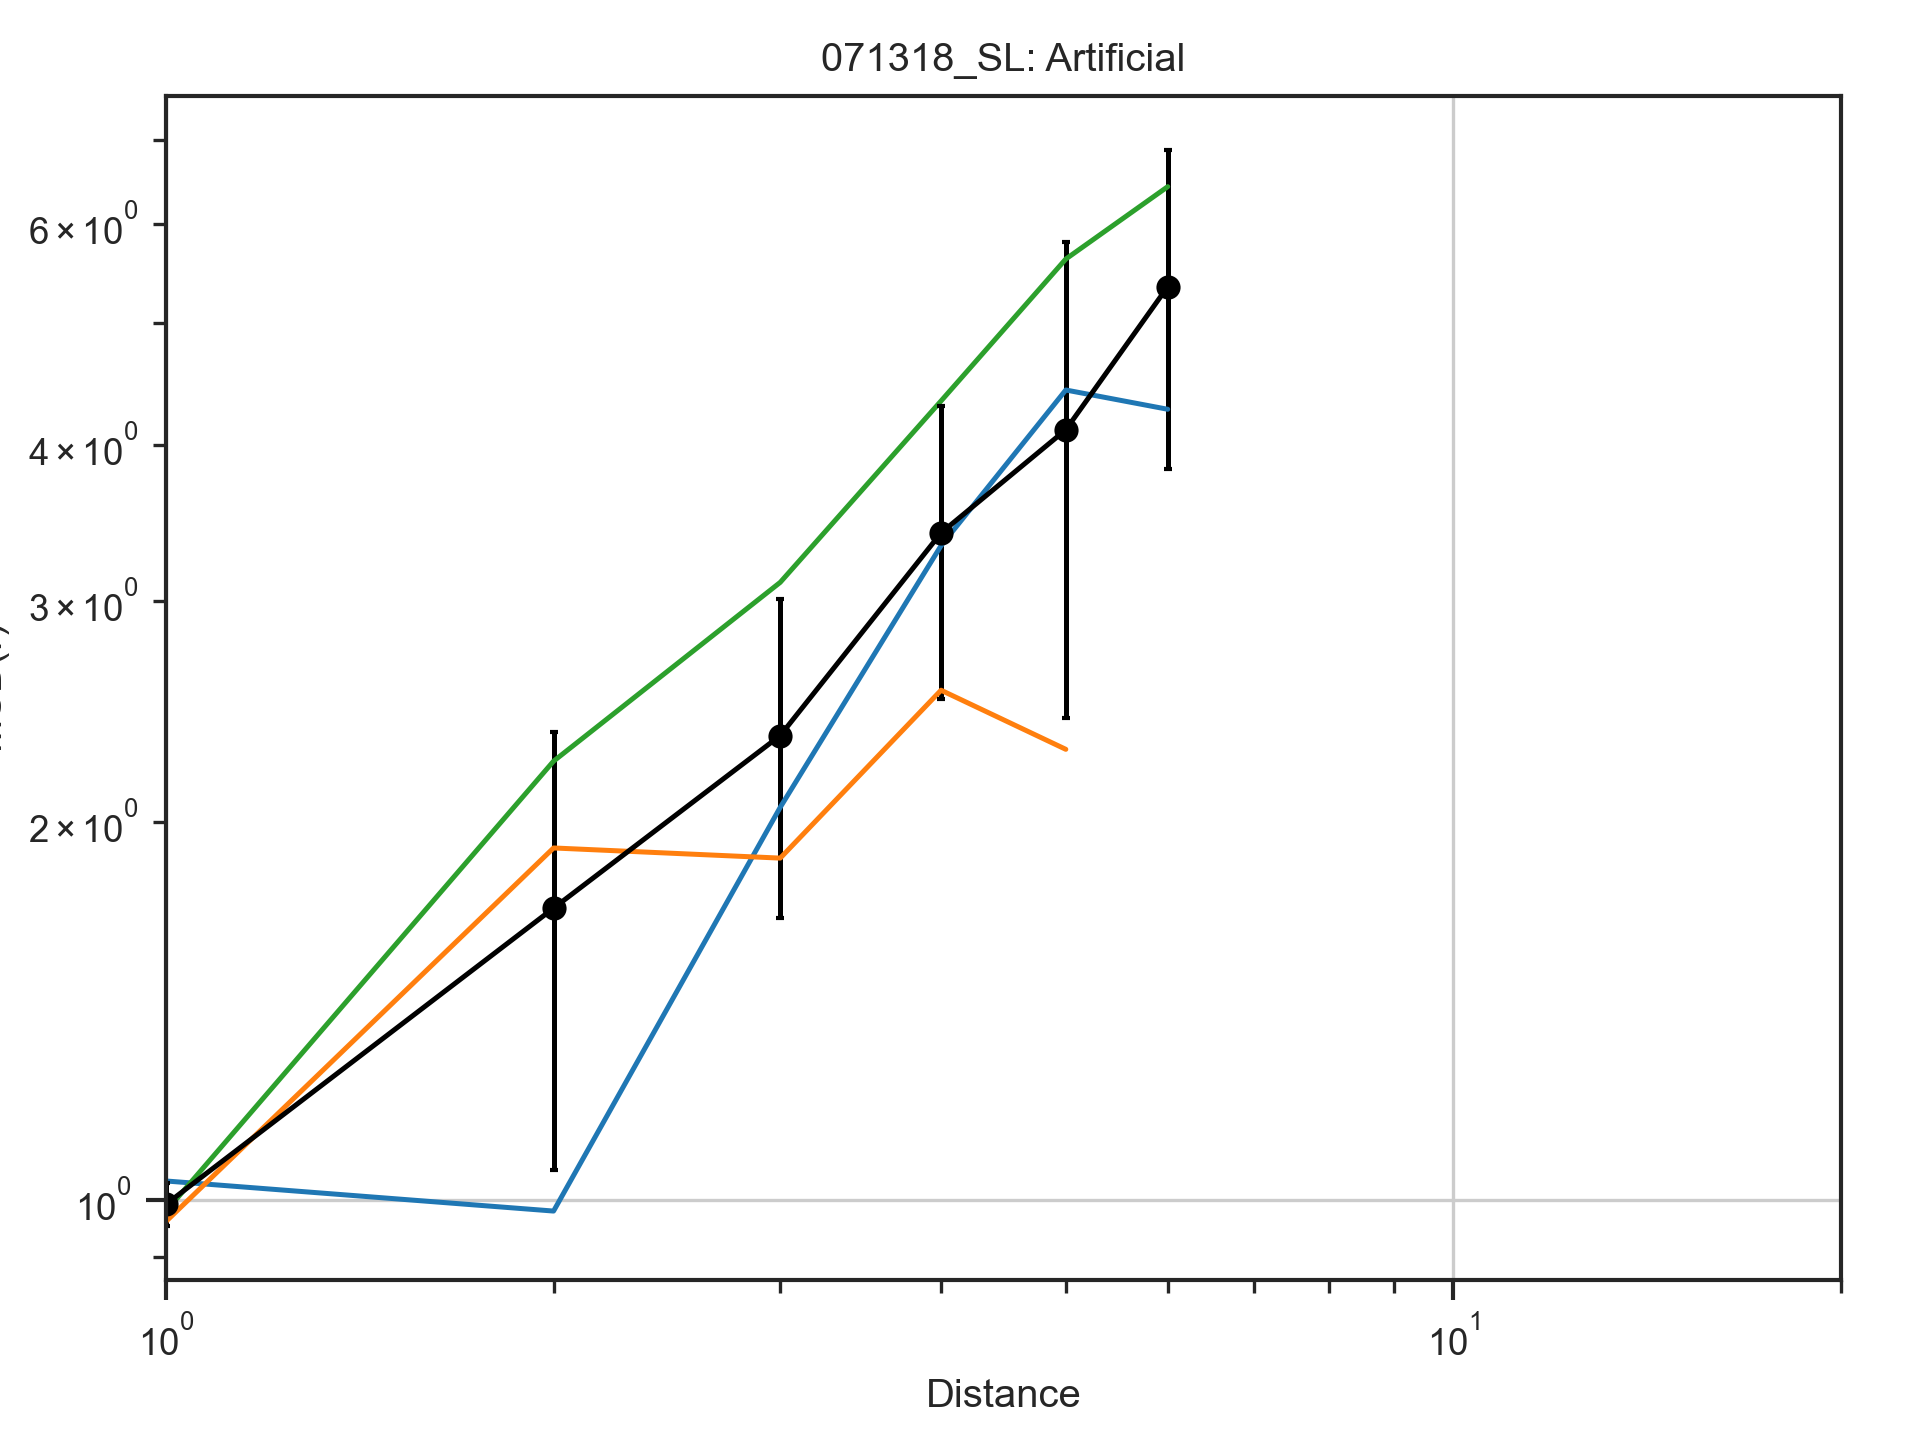 071318_SL: Artificial
6 × 10⁰
4 × 10⁰
3 × 10⁰
2 × 10⁰
10⁰
10⁰ 10¹
Distance